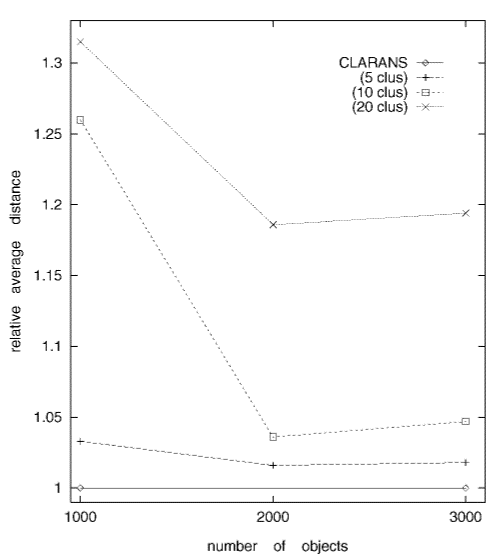 1.3
1.25
1.2
1.15
1.1
1.05
1
relative average distance
CLARANS
(5 clus)
(10 clus)
(20 clus)
1000
2000
3000
number of objects